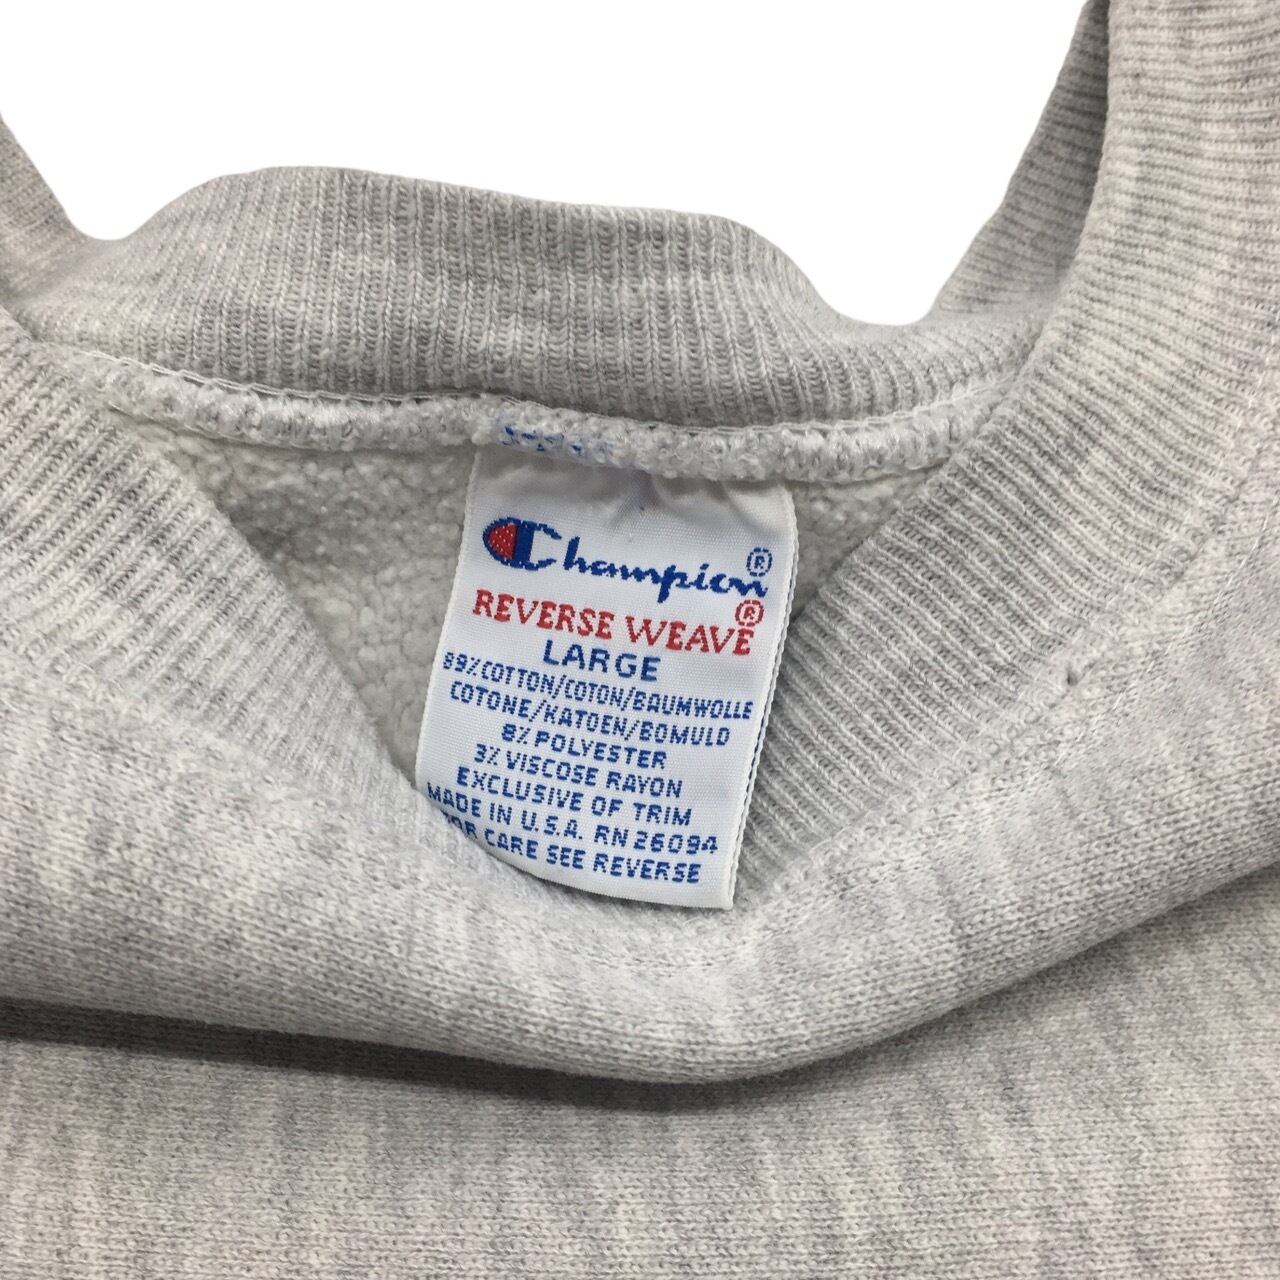 Champion®
REVERSE WEAVE®
LARGE
89% COTTON/COTON/BAUMWOLLE
COTONE/KATOEN/BOMULD
8% POLYESTER
3% VISCOSE RAYON
EXCLUSIVE OF TRIM
MADE IN U.S.A. RN 26094
FOR CARE SEE REVERSE